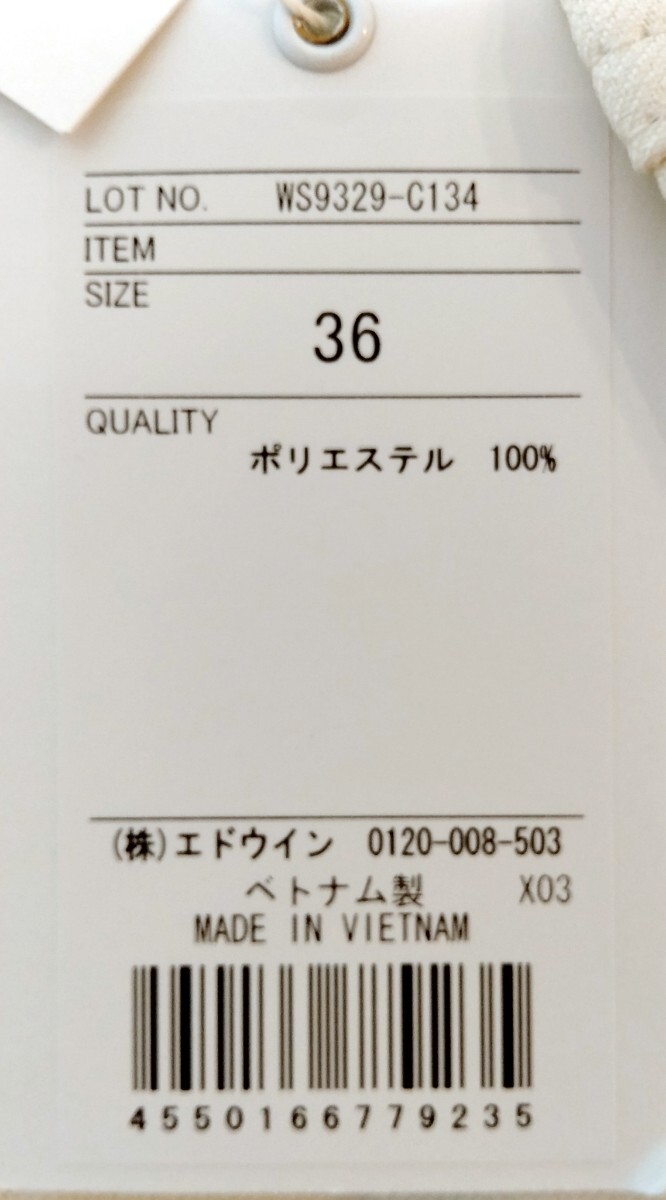 LOT NO. WS9329-C134
ITEM
SIZE
36
QUALITY
ポリエステル 100%
(株)エドウイン 0120-008-503
ベトナム製 X03
MADE IN VIETNAM
4550166779235